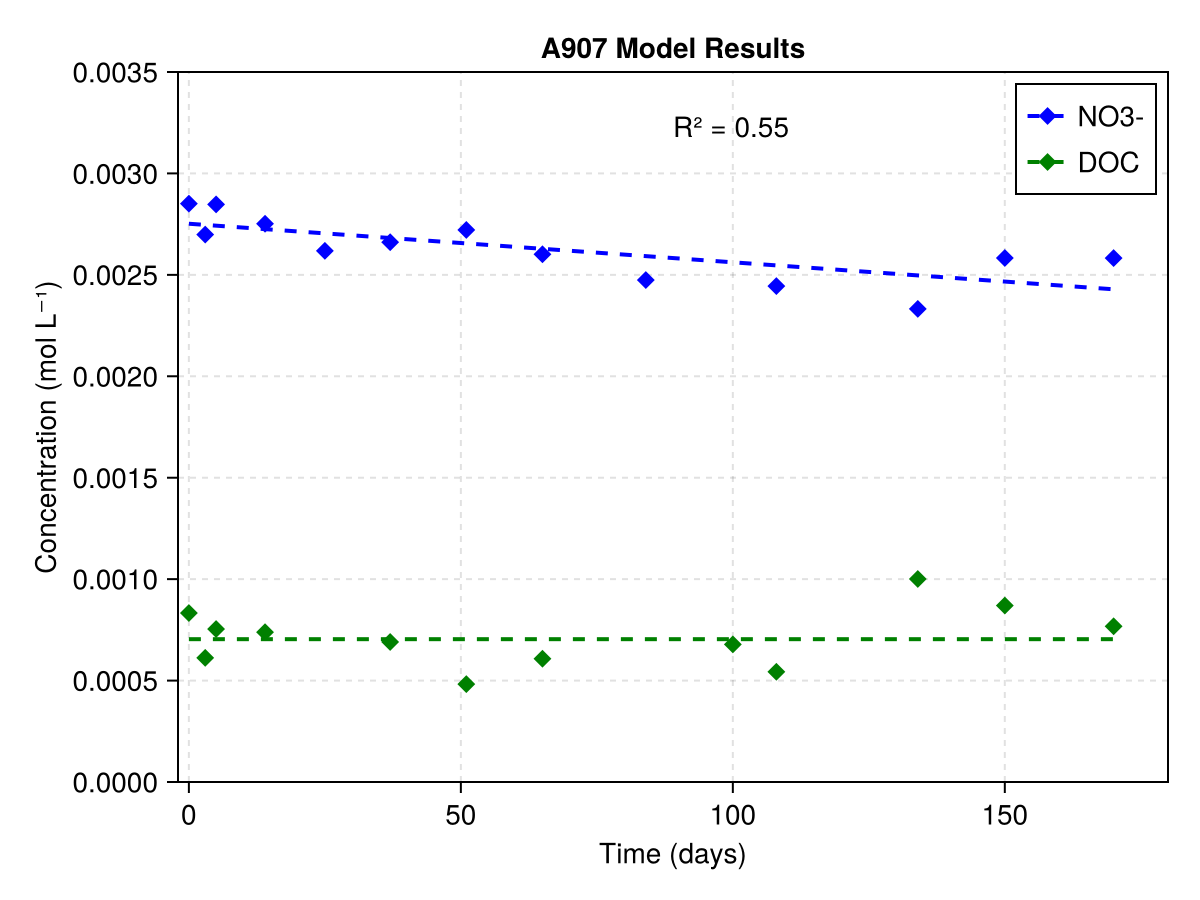 A907 Model Results
R² = 0.55
NO3-
DOC
Concentration (mol L⁻¹)
0.0035
0.0030
0.0025
0.0020
0.0015
0.0010
0.0005
0.0000
0 50 100 150
Time (days)